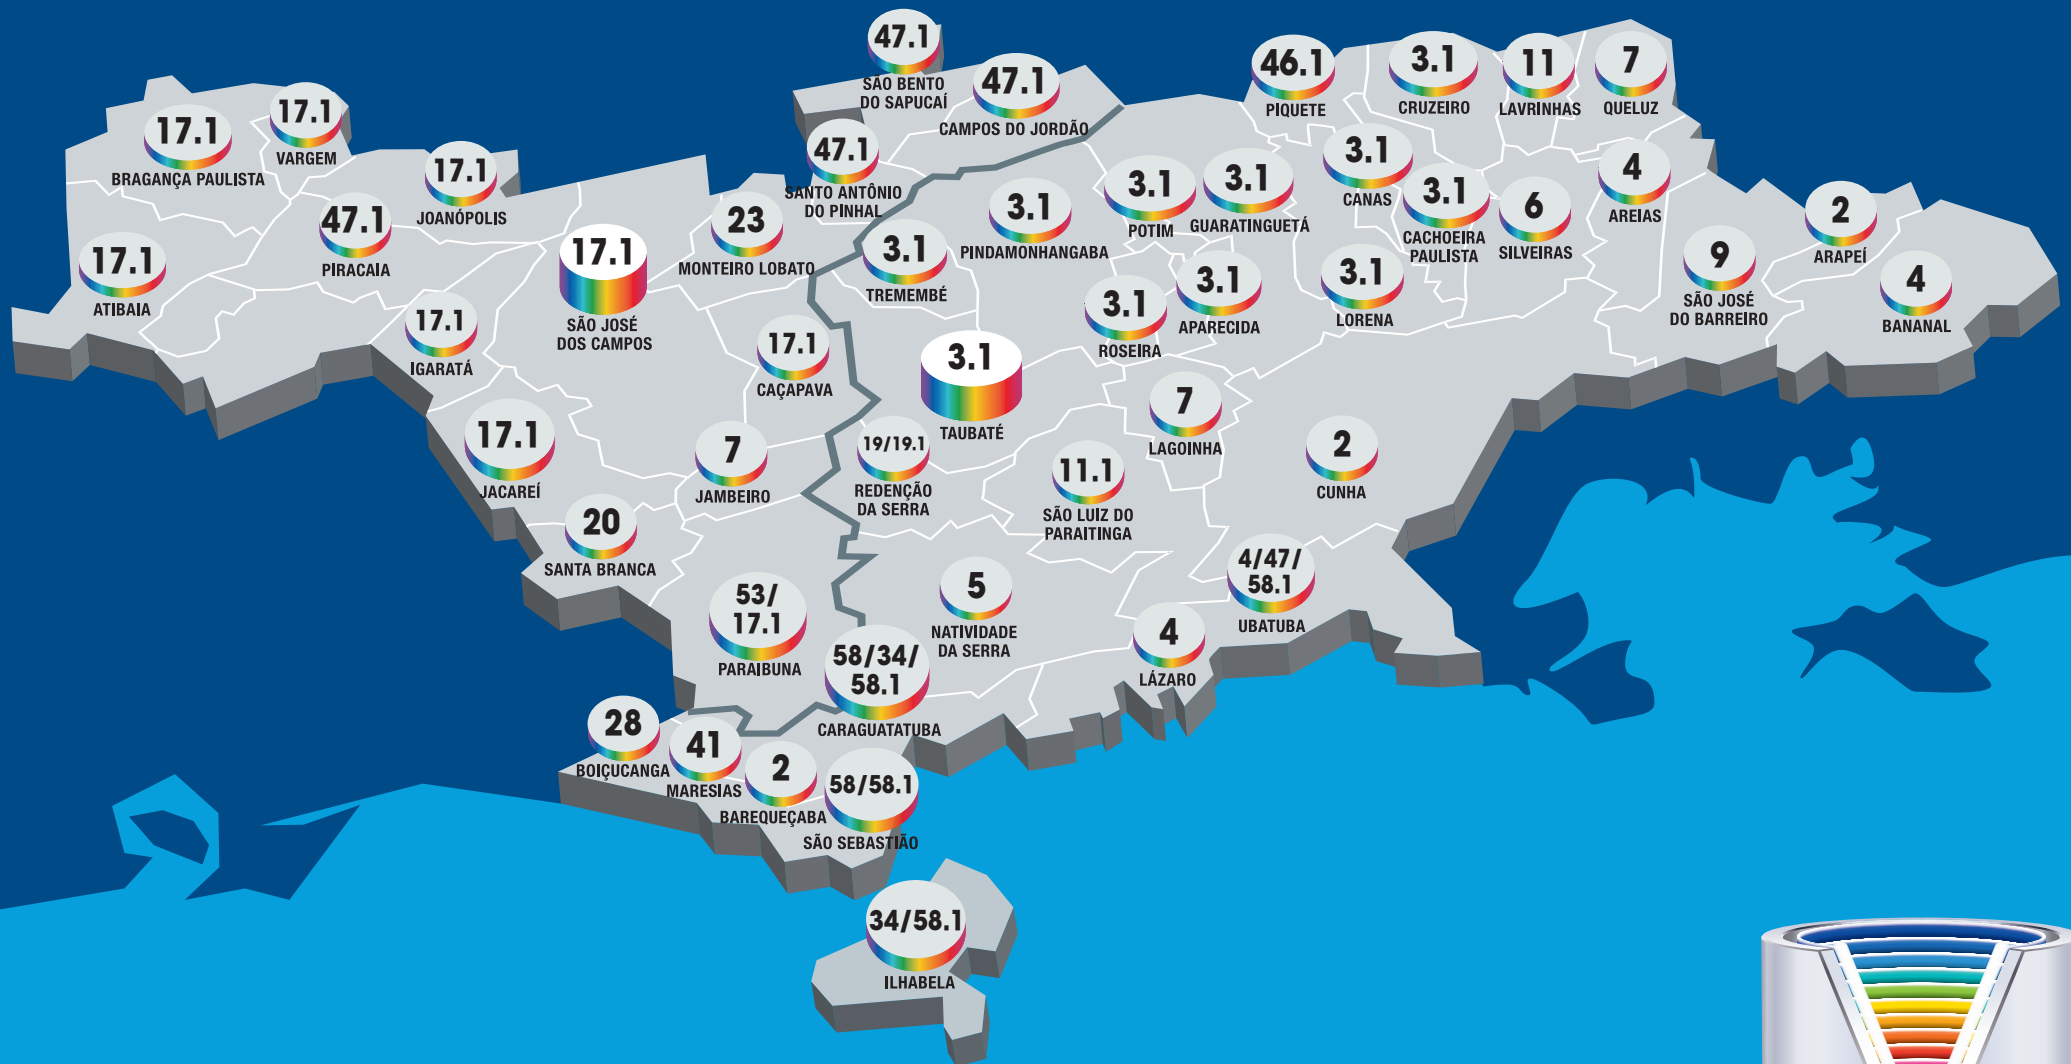 47.1
SÃO BENTO
DO SAPUCAÍ
47.1
CAMPOS DO JORDÃO
46.1
PIQUETE
3.1
CRUZEIRO
11
LAVRINHAS
7
QUELUZ
17.1
BRAGANÇA PAULISTA
17.1
VARGEM
17.1
JOANÓPOLIS
47.1
SANTO ANTÔNIO
DO PINHAL
3.1
CANAS
4
AREIAS
47.1
PIRACAIA
23
MONTEIRO LOBATO
3.1
PINDAMONHANGABA
3.1
POTIM
3.1
GUARATINGUETÁ
3.1
CACHOEIRA
PAULISTA
6
SILVEIRAS
2
ARAPEÍ
17.1
ATIBAIA
17.1
SÃO JOSÉ
DOS CAMPOS
3.1
TREMEMBÉ
3.1
APARECIDA
3.1
LORENA
9
SÃO JOSÉ
DO BARREIRO
4
BANANAL
17.1
IGARATÁ
17.1
CAÇAPAVA
3.1
TAUBATÉ
3.1
ROSEIRA
17.1
JACAREÍ
7
JAMBEIRO
19/19.1
REDENÇÃO
DA SERRA
11.1
SÃO LUIZ DO
PARAITINGA
7
LAGOINHA
2
CUNHA
20
SANTA BRANCA
53/
17.1
PARAIBUNA
5
NATIVIDADE
DA SERRA
4/47/
58.1
UBATUBA
4
LÁZARO
58/34/
58.1
CARAGUATATUBA
28
BOIÇUCANGA
41
MARESIAS
2
BAREQUEÇABA
58/58.1
SÃO SEBASTIÃO
34/58.1
ILHABELA